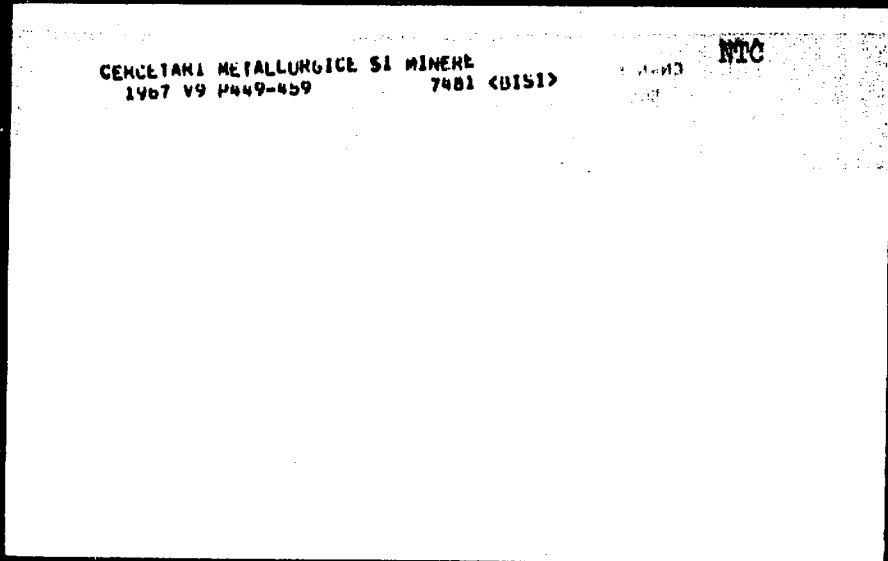 NTC
CERCETARI METALLURGICE SI MINERE
1967 V9 P449-459 7481 <BISI>